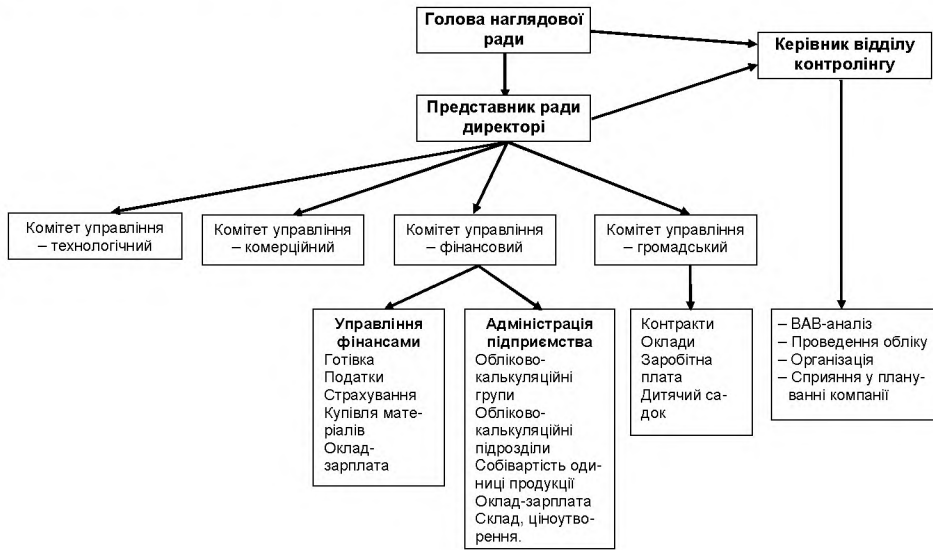 Голова наглядової
ради
Керівник відділу
контролінгу
Представник ради
директорі
Комітет управління
– технологічний
Комітет управління
– комерційний
Комітет управління
– фінансовий
Комітет управління
– громадський
Управління
фінансами
Готівка
Податки
Страхування
Купівля мате-
ріалів
Оклад-
зарплата
Адміністрація
підприємства
Обліково-
калькуляційні
групи
Обліково-
калькуляційні
підрозділи
Собівартість оди-
ниці продукції
Оклад-зарплата
Склад, ціноутво-
рення.
Контракти
Оклади
Заробітна
плата
Дитячий са-
док
– ВАВ-аналіз
– Проведення обліку
– Організація
– Сприяння у плану-
ванні компанії